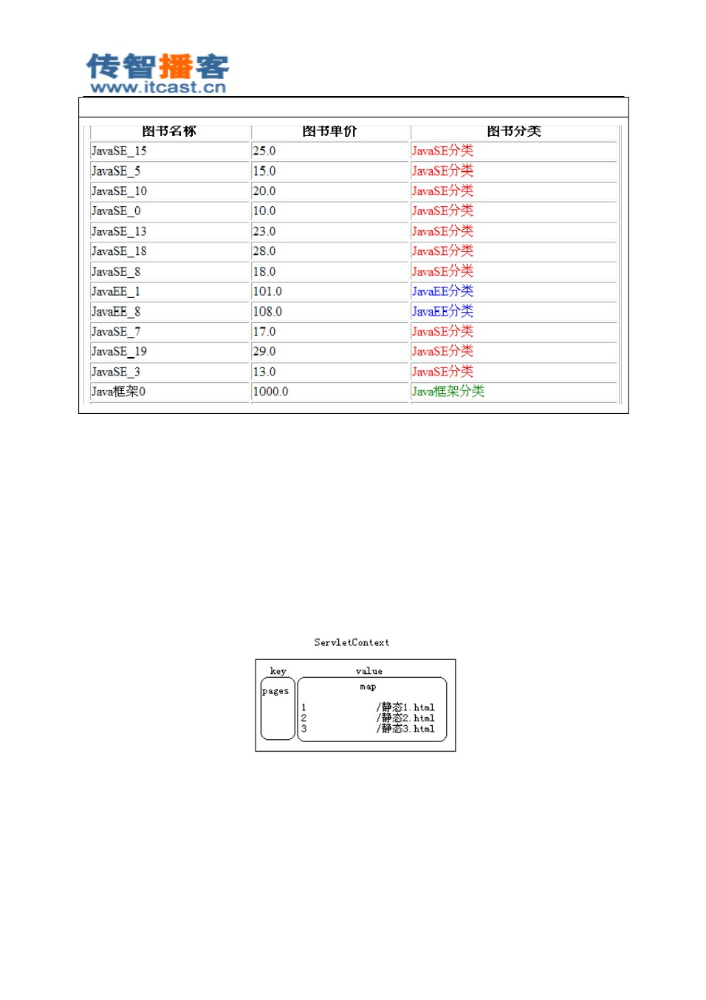 传智播客
www.itcast.cn
图书名称 图书单价 图书分类
JavaSE_15 25.0 JavaSE分类
JavaSE_5 15.0 JavaSE分类
JavaSE_10 20.0 JavaSE分类
JavaSE_0 10.0 JavaSE分类
JavaSE_13 23.0 JavaSE分类
JavaSE_18 28.0 JavaSE分类
JavaSE_8 18.0 JavaSE分类
JavaEE_1 101.0 JavaEE分类
JavaEE_8 108.0 JavaEE分类
JavaSE_7 17.0 JavaSE分类
JavaSE_19 29.0 JavaSE分类
JavaSE_3 13.0 JavaSE分类
Java框架0 1000.0 Java框架分类
ServletContext
key value
pages map
1 /静态1.html
2 /静态2.html
3 /静态3.html